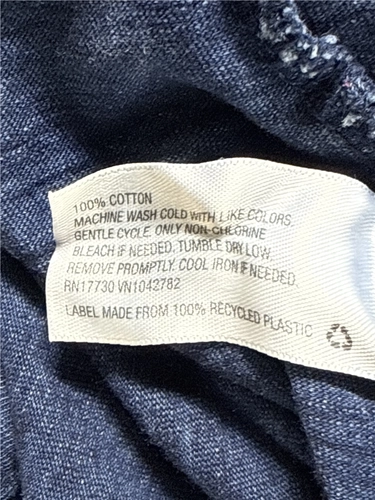 100% COTTON
MACHINE WASH COLD WITH LIKE COLORS.
GENTLE CYCLE. ONLY NON-CHLORINE
BLEACH IF NEEDED. TUMBLE DRY LOW.
REMOVE PROMPTLY. COOL IRON IF NEEDED.
RN17730 VN1042782
LABEL MADE FROM 100% RECYCLED PLASTIC